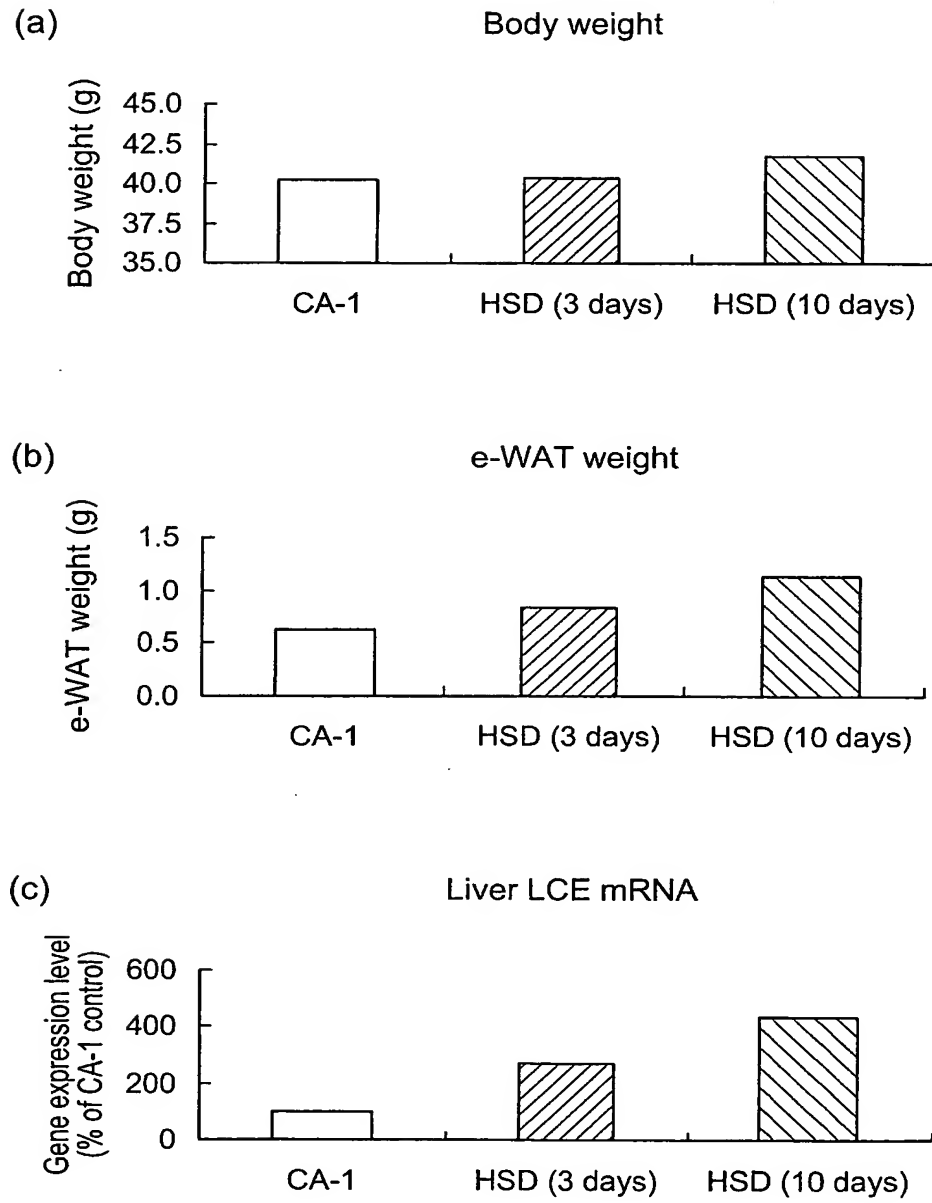 (a)
Body weight
Body weight (g)
45.0
42.5
40.0
37.5
35.0
CA-1
HSD (3 days)
HSD (10 days)
(b)
e-WAT weight
e-WAT weight (g)
1.5
1.0
0.5
0.0
CA-1
HSD (3 days)
HSD (10 days)
(c)
Liver LCE mRNA
Gene expression level
(% of CA-1 control)
600
400
200
0
CA-1
HSD (3 days)
HSD (10 days)